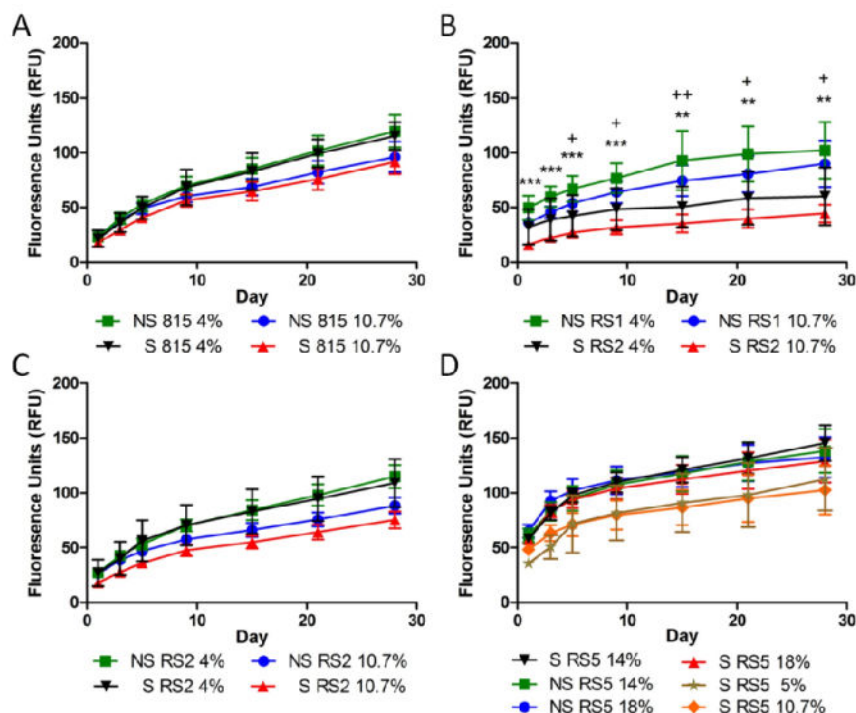 A
200
150
100
50
0
Fluoresence Units (RFU)
0 10 20 30
Day
NS 815 4% NS 815 10.7%
S 815 4% S 815 10.7%
B
200
150
100
50
0
Fluoresence Units (RFU)
+ + ++ + +
*** *** *** *** ** ** **
0 10 20 30
Day
NS RS1 4% NS RS1 10.7%
S RS2 4% S RS2 10.7%
C
200
150
100
50
0
Fluoresence Units (RFU)
0 10 20 30
Day
NS RS2 4% NS RS2 10.7%
S RS2 4% S RS2 10.7%
D
200
150
100
50
0
Fluoresence Units (RFU)
0 10 20 30
Day
S RS5 14% S RS5 18%
NS RS5 14% S RS5 5%
NS RS5 18% S RS5 10.7%